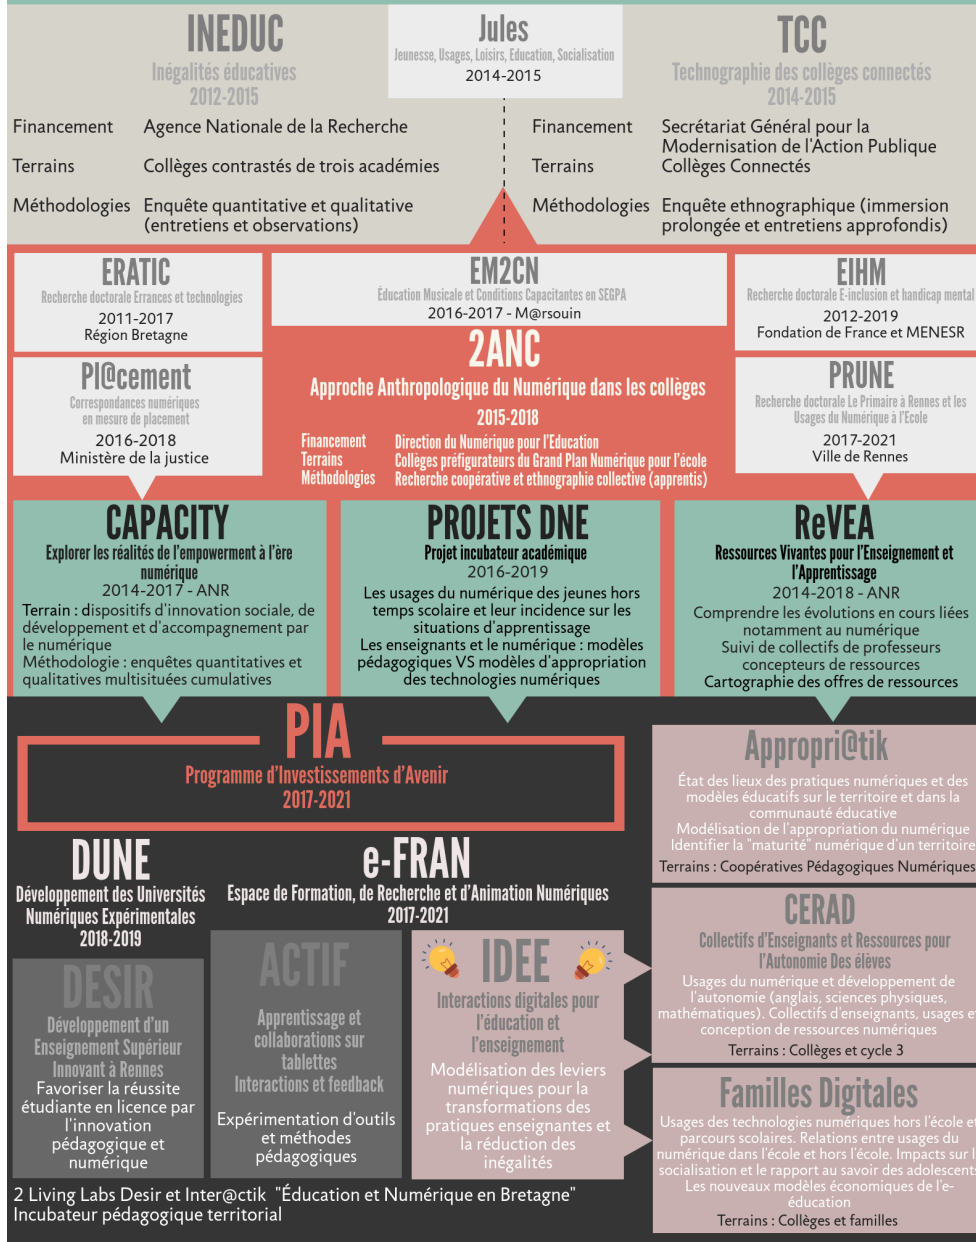 INEDUC
Inégalités éducatives
2012-2015
Financement Agence Nationale de la Recherche
Terrains Collèges contrastés de trois académies
Méthodologies Enquête quantitative et qualitative
(entretiens et observations)
Jules
Jeunesse, Usages, Loisirs, Education, Socialisation
2014-2015
TCC
Technographie des collèges connectés
2014-2015
Financement Secrétariat Général pour la
Modernisation de l'Action Publique
Terrains Collèges Connectés
Méthodologies Enquête ethnographique (immersion
prolongée et entretiens approfondis)
ERATIC
Recherche doctorale Errances et technologies
2011-2017
Région Bretagne
EM2CN
Éducation Musicale et Conditions Capacitantes en SEGPA
2016-2017 - M@rsouin
EIHM
Recherche doctorale E-inclusion et handicap mental
2012-2019
Fondation de France et MENESR
Pl@cement
Correspondances numériques
en mesure de placement
2016-2018
Ministère de la justice
2ANC
Approche Anthropologique du Numérique dans les collèges
2015-2018
Financement Direction du Numérique pour l'Education
Terrains Collèges préfigurateurs du Grand Plan Numérique pour l'école
Méthodologies Recherche coopérative et ethnographie collective (apprentis)
PRUNE
Recherche doctorale Le Primaire à Rennes et les
Usages du Numérique à l'Ecole
2017-2021
Ville de Rennes
CAPACITY
Explorer les réalités de l'empowerment à l'ère
numérique
2014-2017 - ANR
Terrain : dispositifs d'innovation sociale, de
développement et d'accompagnement par
le numérique
Méthodologie : enquêtes quantitatives et
qualitatives multisituées cumulatives
PROJETS DNE
Projet incubateur académique
2016-2019
Les usages du numérique des jeunes hors
temps scolaire et leur incidence sur les
situations d'apprentissage
Les enseignants et le numérique : modèles
pédagogiques VS modèles d'appropriation
des technologies numériques
ReVEA
Ressources Vivantes pour l'Enseignement et
l'Apprentissage
2014-2018 - ANR
Comprendre les évolutions en cours liées
notamment au numérique
Suivi de collectifs de professeurs
concepteurs de ressources
Cartographie des offres de ressources
PIA
Programme d'Investissements d'Avenir
2017-2021
DUNE
Développement des Universités
Numériques Expérimentales
2018-2019
e-FRAN
Espace de Formation, de Recherche et d'Animation Numériques
2017-2021
DESIR
Développement d'un
Enseignement Supérieur
Innovant à Rennes
Favoriser la réussite
étudiante en licence par
l'innovation
pédagogique et
numérique
ACTIF
Apprentissage et
collaborations sur
tablettes
Interactions et feedback
Expérimentation d'outils
et méthodes
pédagogiques
IDEE
Interactions digitales pour
l'éducation et
l'enseignement
Modélisation des leviers
numériques pour la
transformations des
pratiques enseignantes et
la réduction des
inégalités
Appropri@tik
État des lieux des pratiques numériques et des
modèles éducatifs sur le territoire et dans la
communauté éducative
Modélisation de l'appropriation du numérique
Identifier la "maturité" numérique d'un territoire
Terrains : Coopératives Pédagogiques Numériques
CERAD
Collectifs d'Enseignants et Ressources pour
l'Autonomie Des élèves
Usages du numérique et développement de
l'autonomie (anglais, sciences physiques,
mathématiques). Collectifs d'enseignants, usages et
conception de ressources numériques
Terrains : Collèges et cycle 3
Familles Digitales
Usages des technologies numériques hors l'école et
parcours scolaires. Relations entre usages du
numérique dans l'école et hors l'école. Impacts sur l
socialisation et le rapport au savoir des adolescents
Les nouveaux modèles économiques de l'e-
éducation
Terrains : Collèges et familles
2 Living Labs Desir et Inter@ctik "Éducation et Numérique en Bretagne"
Incubateur pédagogique territorial